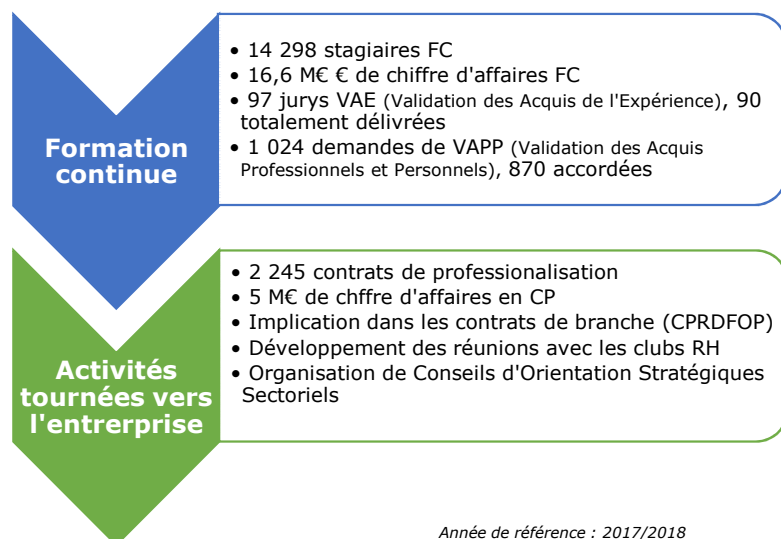 Formation
continue
• 14 298 stagiaires FC
• 16,6 M€ € de chiffre d'affaires FC
• 97 jurys VAE (Validation des Acquis de l'Expérience), 90
totalement délivrées
• 1 024 demandes de VAPP (Validation des Acquis
Professionnels et Personnels), 870 accordées
Activités
tournées vers
l'entrerprise
• 2 245 contrats de professionalisation
• 5 M€ de chffre d'affaires en CP
• Implication dans les contrats de branche (CPRDFOP)
• Développement des réunions avec les clubs RH
• Organisation de Conseils d'Orientation Stratégiques
Sectoriels
Année de référence : 2017/2018